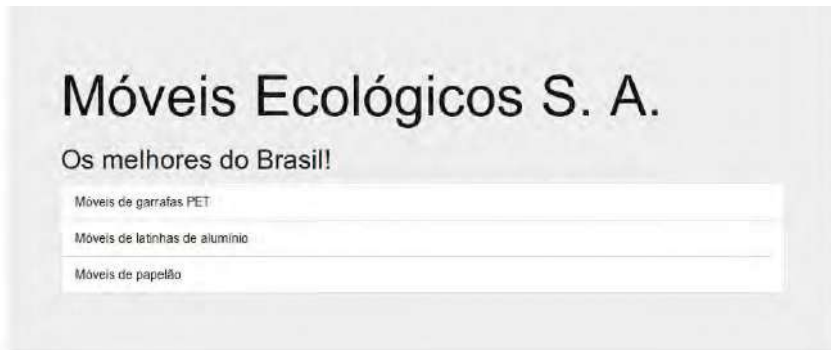 Móveis Ecológicos S. A.
Os melhores do Brasil!
Móveis de garrafas PET
Móveis de latinhas de alumínio
Móveis de papelão